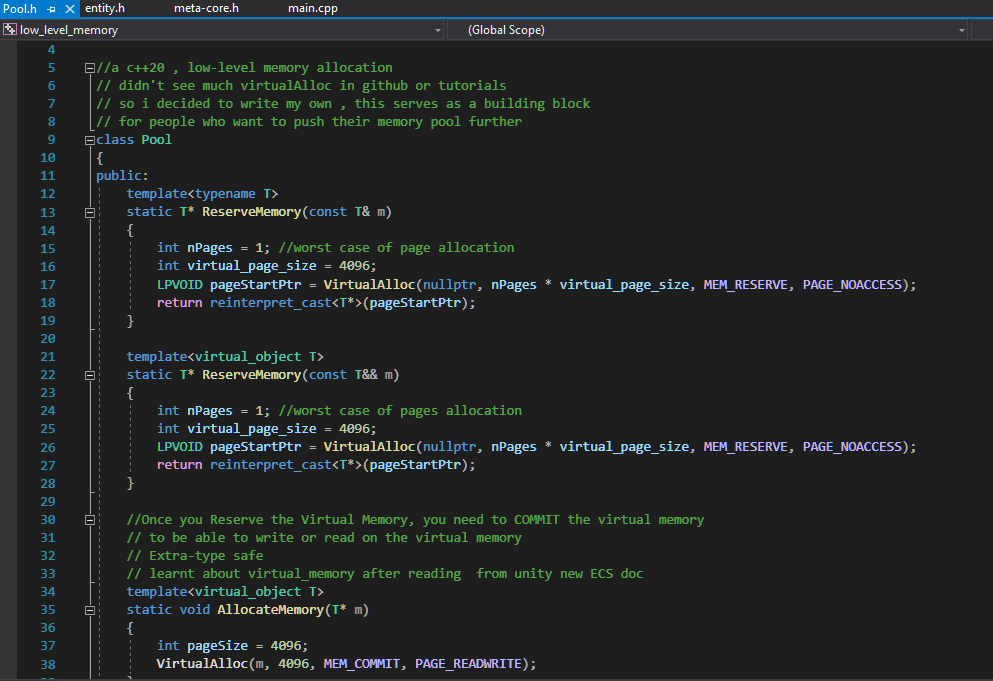 Pool.h entity.h meta-core.h main.cpp
low_level_memory (Global Scope)
4
5 //a c++20 , low-level memory allocation
6 // didn't see much virtualAlloc in github or tutorials
7 // so i decided to write my own , this serves as a building block
8 // for people who want to push their memory pool further
9 class Pool
10 {
11 public:
12 template<typename T>
13 static T* ReserveMemory(const T& m)
14 {
15 int nPages = 1; //worst case of page allocation
16 int virtual_page_size = 4096;
17 LPVOID pageStartPtr = VirtualAlloc(nullptr, nPages * virtual_page_size, MEM_RESERVE, PAGE_NOACCESS);
18 return reinterpret_cast<T*>(pageStartPtr);
19 }
20
21 template<virtual_object T>
22 static T* ReserveMemory(const T&& m)
23 {
24 int nPages = 1; //worst case of pages allocation
25 int virtual_page_size = 4096;
26 LPVOID pageStartPtr = VirtualAlloc(nullptr, nPages * virtual_page_size, MEM_RESERVE, PAGE_NOACCESS);
27 return reinterpret_cast<T*>(pageStartPtr);
28 }
29
30 //Once you Reserve the Virtual Memory, you need to COMMIT the virtual memory
31 // to be able to write or read on the virtual memory
32 // Extra-type safe
33 // learnt about virtual_memory after reading  from unity new ECS doc
34 template<virtual_object T>
35 static void AllocateMemory(T* m)
36 {
37 int pageSize = 4096;
38 VirtualAlloc(m, 4096, MEM_COMMIT, PAGE_READWRITE);